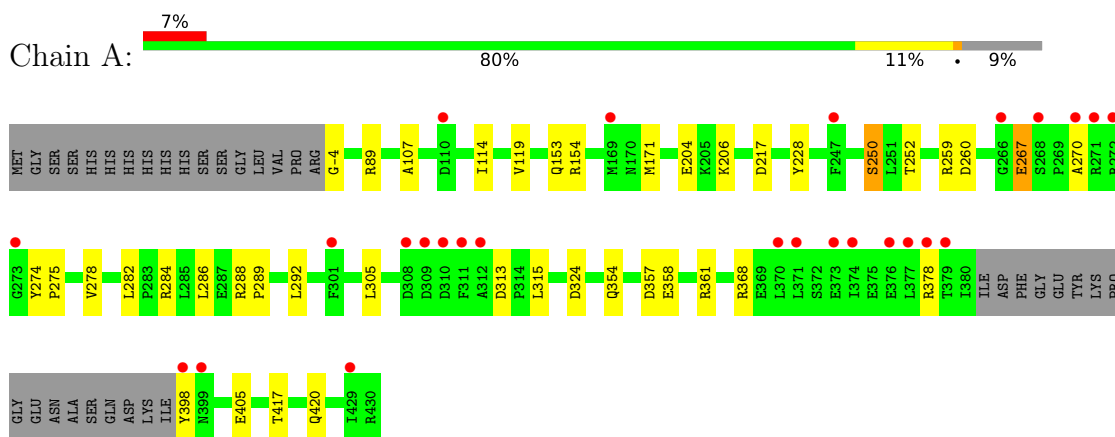 7%
Chain A:
80% 11% • 9%
MET GLY SER SER HIS HIS HIS HIS HIS HIS SER SER GLY LEU VAL PRO ARG G-4 R89 A107 D110 I114 V119 Q153 R154 M169 N170 M171 E204 K205 K206 D217 Y228 F247 S250 L251 T252 R259 D260 G266 E267 S268 P269 A270 R271
G273 Y274 P275 V278 L282 P283 R284 L285 L286 E287 R288 P289 L292 F301 L305 D308 D309 D310 F311 A312 D313 P314 L315 D324 Q354 D357 E358 R361 R368 E369 L370 L371 S372 E373 I374 E375 E376 L377 R378 T379 I380 ILE ASP PHE GLY GLU TYR LYS PRO
GLY GLU ASN ALA SER GLN ASP LYS ILE Y398 N399 E405 T417 Q420 I429 R430